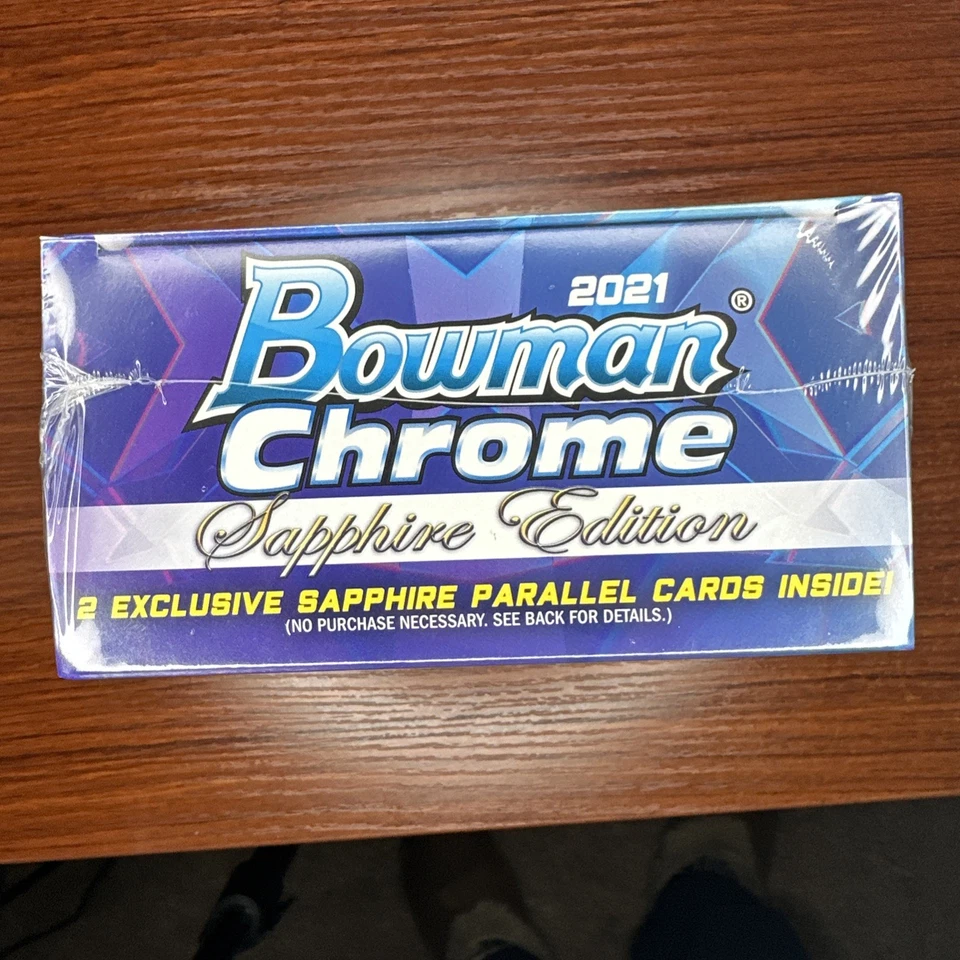 2021
Bowman®
Chrome
Sapphire Edition
2 EXCLUSIVE SAPPHIRE PARALLEL CARDS INSIDE!
(NO PURCHASE NECESSARY. SEE BACK FOR DETAILS.)